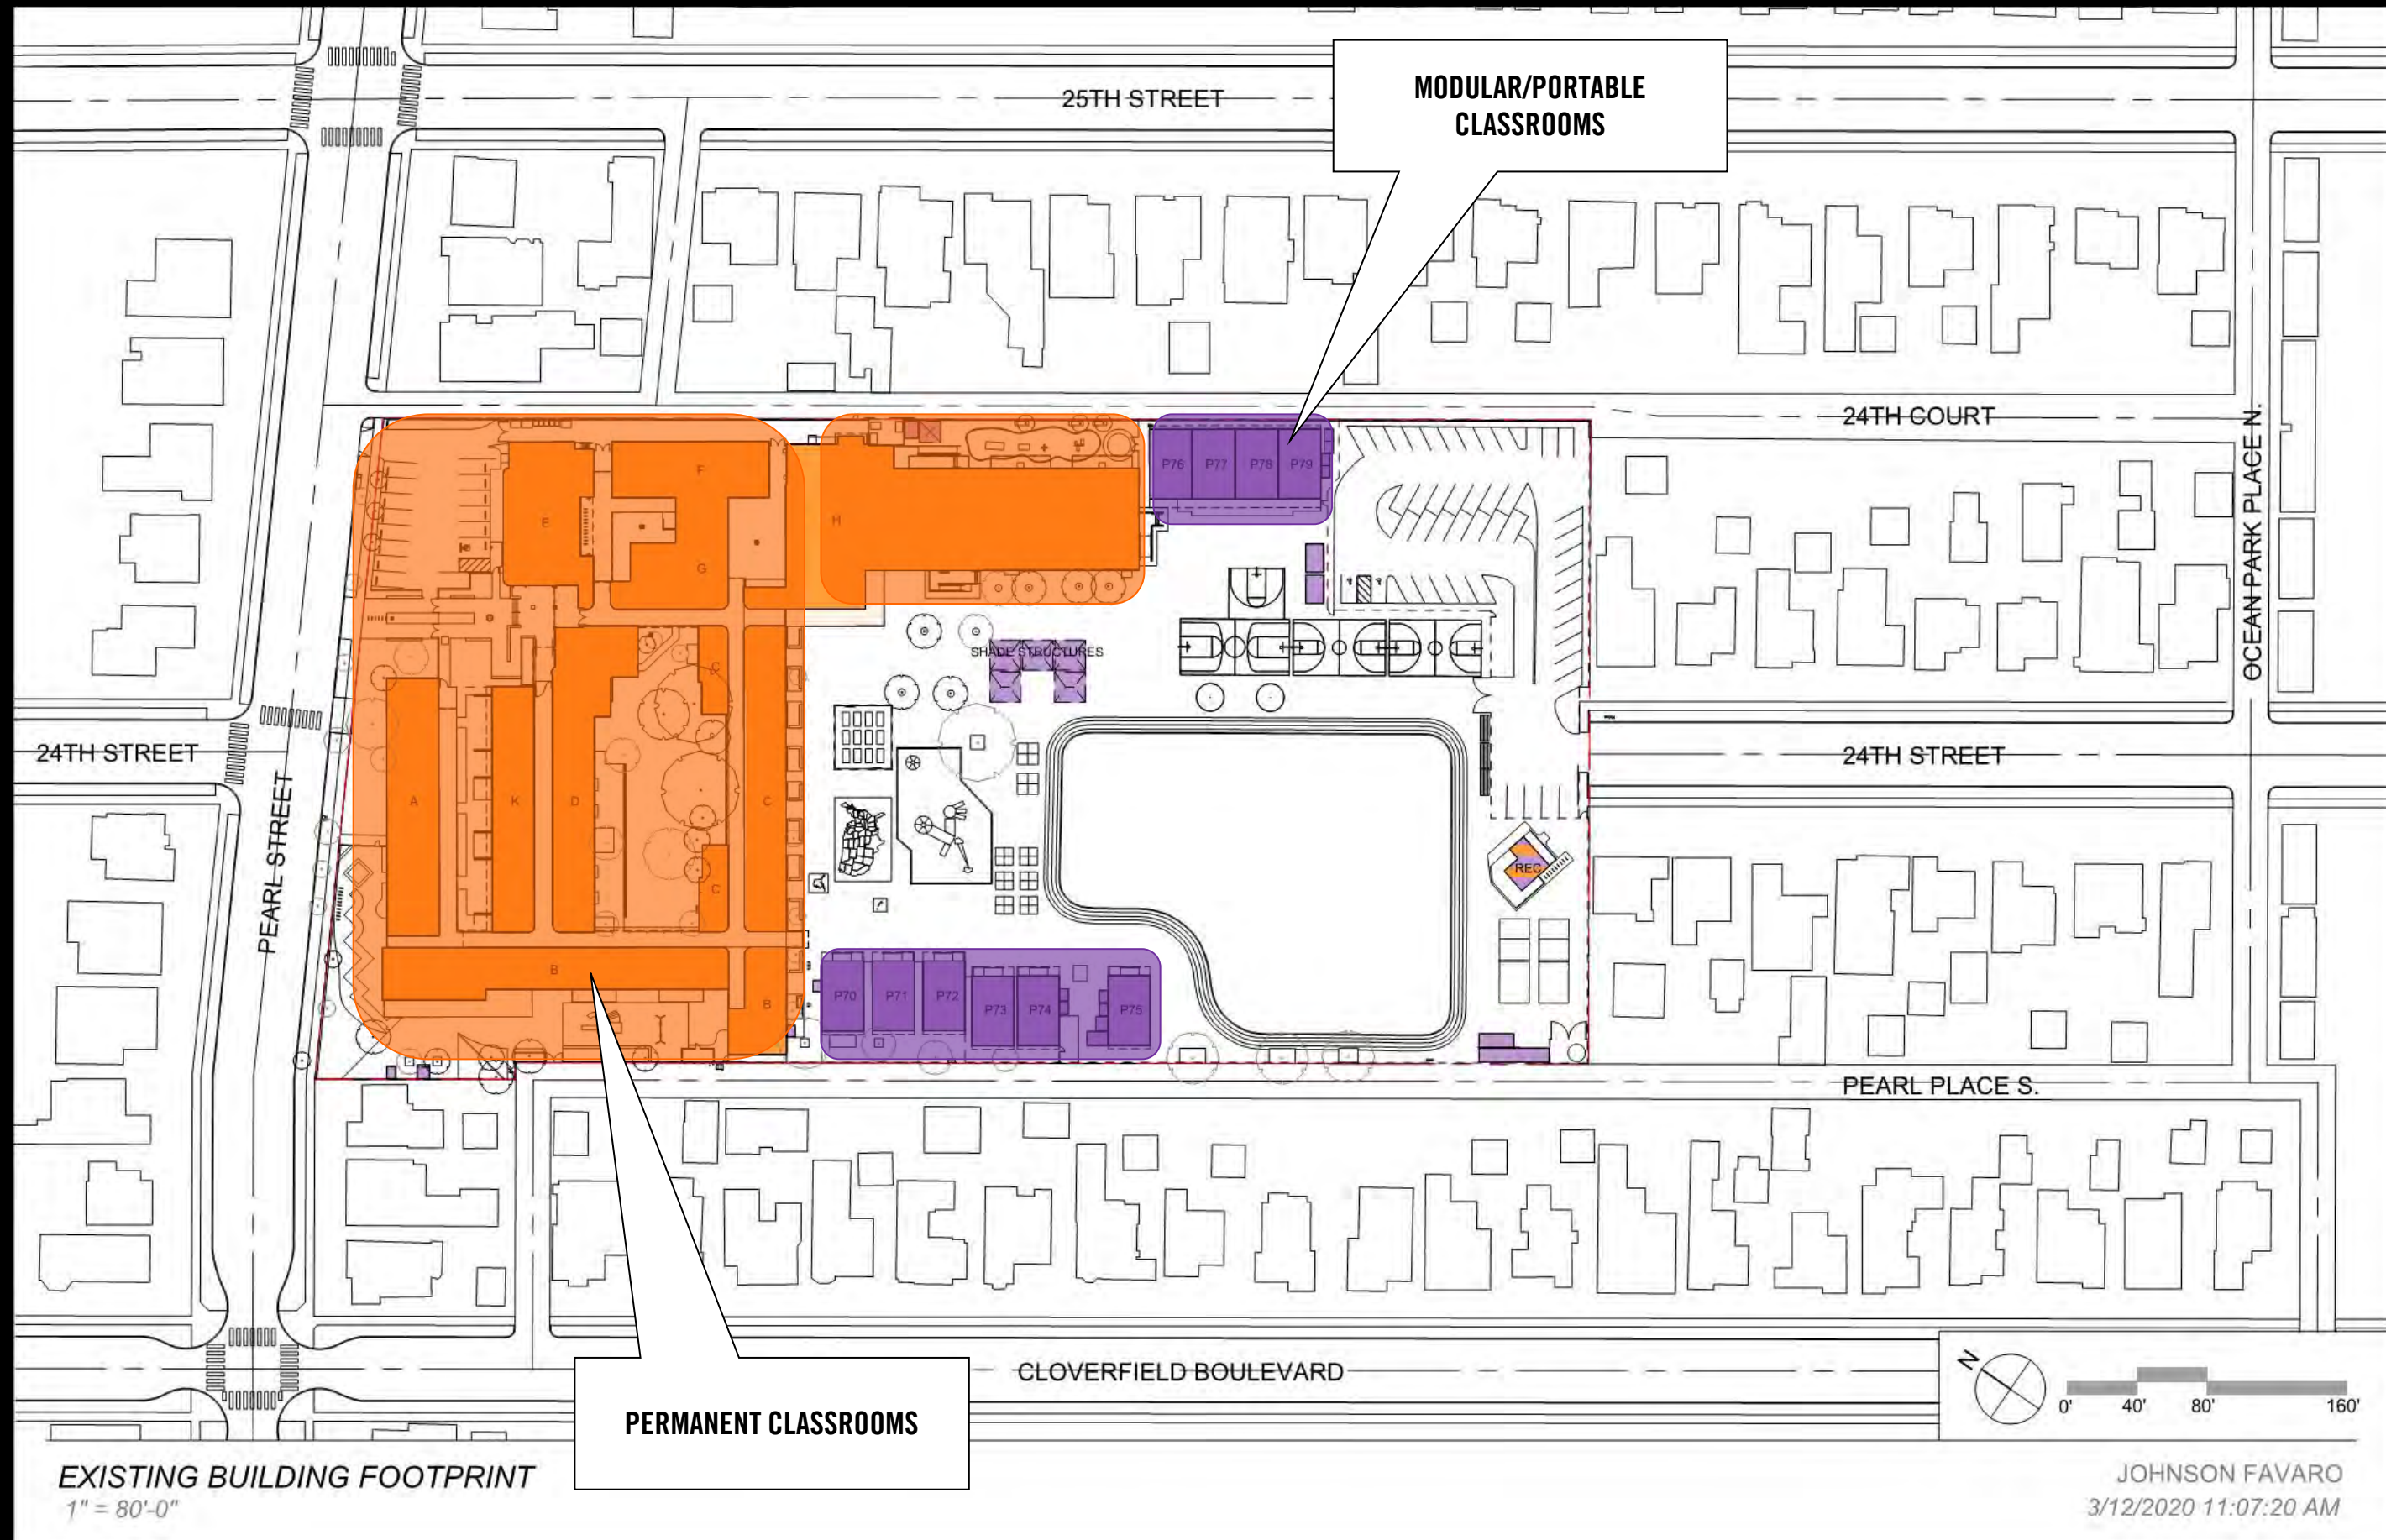 25TH STREET
MODULAR/PORTABLE
CLASSROOMS
24TH COURT
OCEAN PARK PLACE N.
P76
P77
P78
P79
F
E
H
G
SHADE STRUCTURES
C
24TH STREET
24TH STREET
PEARL STREET
A
K
D
C
C
REC
B
B
P70
P71
P72
P73
P74
P75
PEARL PLACE S.
CLOVERFIELD BOULEVARD
PERMANENT CLASSROOMS
N
0'
40'
80'
160'
EXISTING BUILDING FOOTPRINT
1" = 80'-0"
JOHNSON FAVARO
3/12/2020 11:07:20 AM